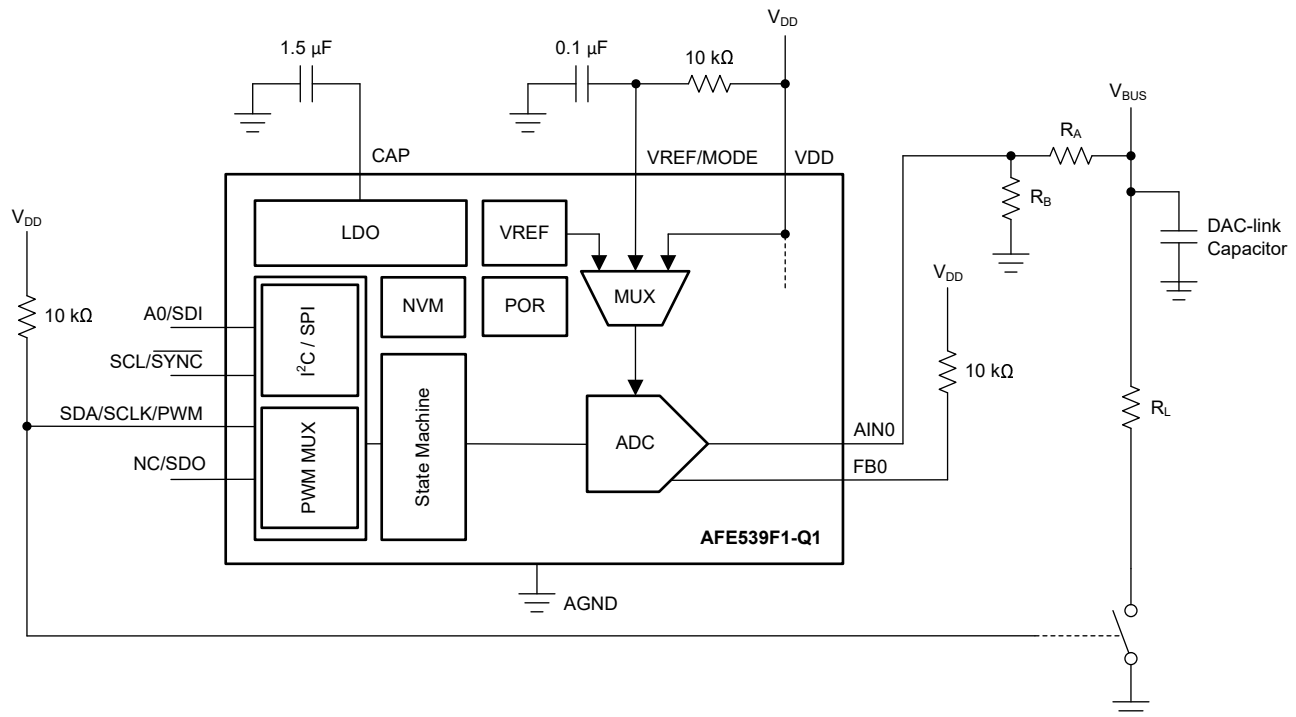 V_DD
1.5 µF
0.1 µF
10 kΩ
V_BUS
R_A
CAP
VREF/MODE
VDD
R_B
V_DD
LDO
VREF
DAC-link
Capacitor
V_DD
10 kΩ
A0/SDI
I²C / SPI
NVM
POR
MUX
SCL/S̅Y̅N̅C̅
10 kΩ
R_L
SDA/SCLK/PWM
PWM MUX
State Machine
ADC
AIN0
NC/SDO
FB0
AFE539F1-Q1
AGND